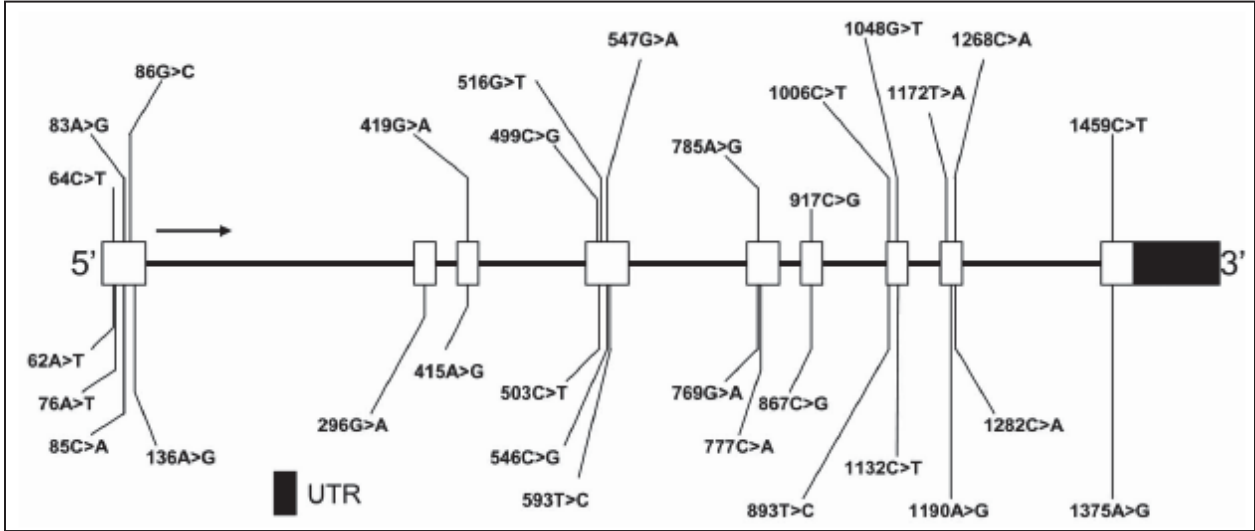 1048G>T
1268C>A
547G>A
86G>C
516G>T
1006C>T
1172T>A
83A>G
419G>A
499C>G
785A>G
1459C>T
64C>T
917C>G
5’
3’
62A>T
415A>G
503C>T
769G>A
867C>G
76A>T
296G>A
777C>A
1282C>A
85C>A
136A>G
546C>G
1132C>T
UTR
593T>C
893T>C
1190A>G
1375A>G